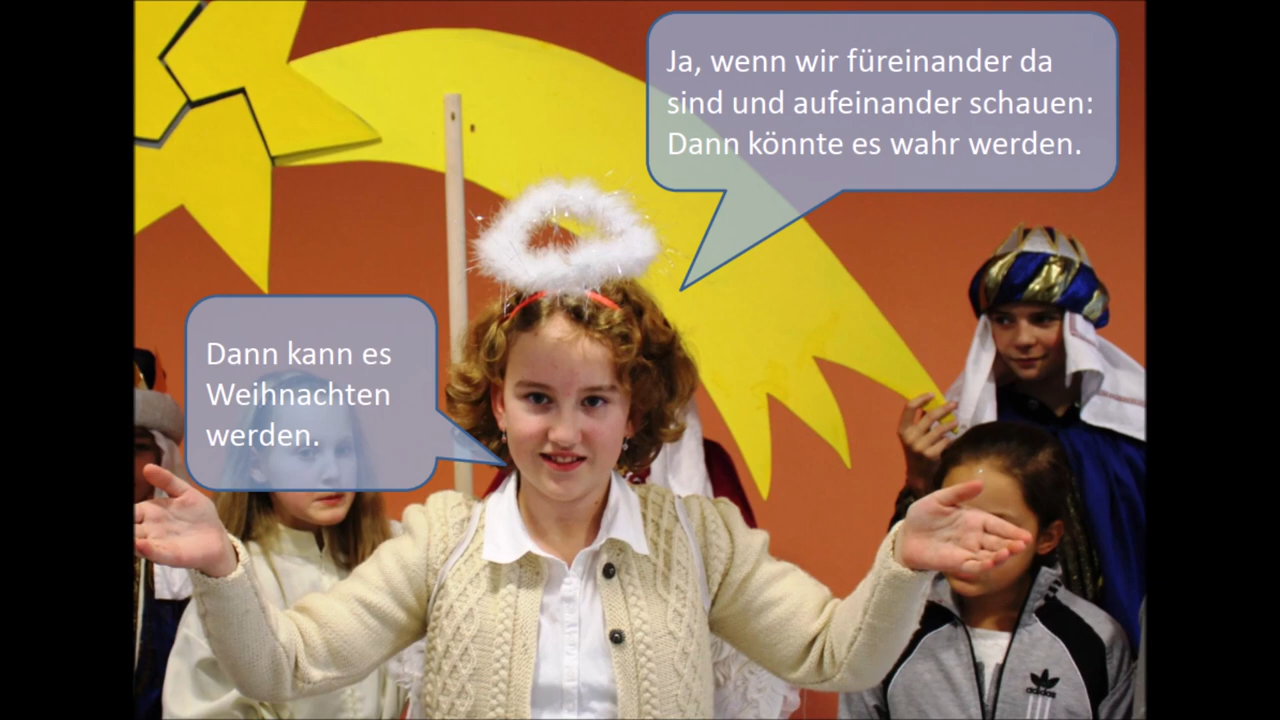 Ja, wenn wir füreinander da
sind und aufeinander schauen:
Dann könnte es wahr werden.
Dann kann es
Weihnachten
werden.
adidas